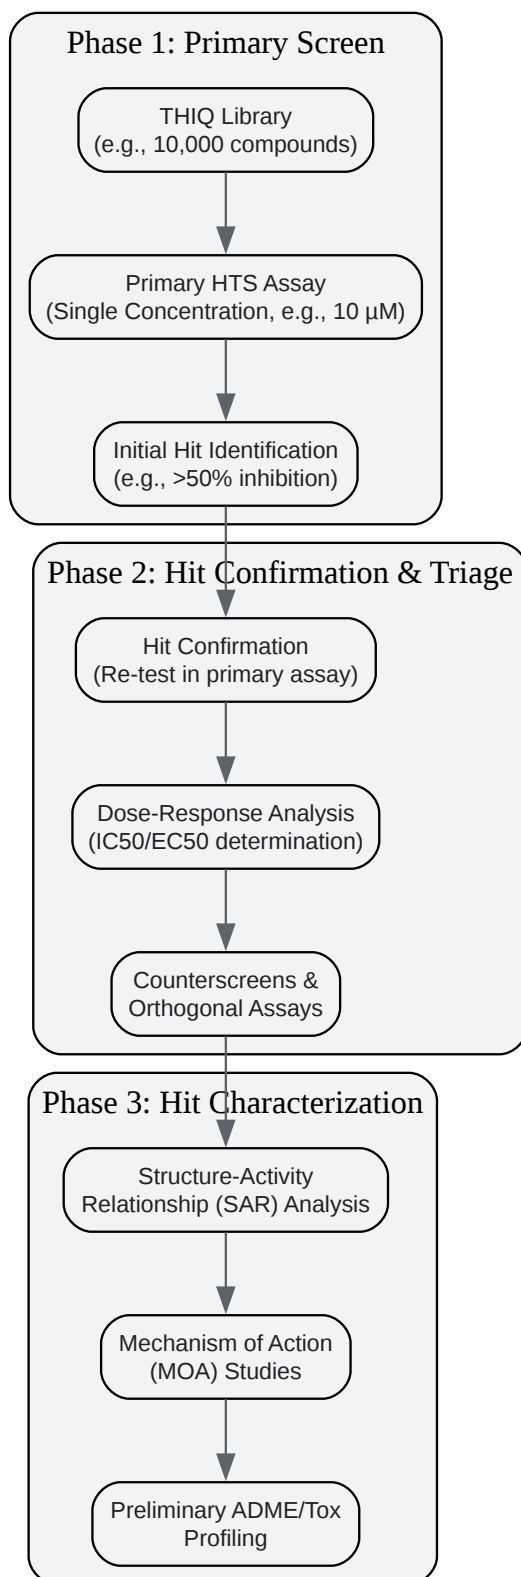 Phase 1: Primary Screen
THIQ Library
(e.g., 10,000 compounds)
Primary HTS Assay
(Single Concentration, e.g., 10 µM)
Initial Hit Identification
(e.g., >50% inhibition)
Phase 2: Hit Confirmation & Triage
Hit Confirmation
(Re-test in primary assay)
Dose-Response Analysis
(IC50/EC50 determination)
Counterscreens &
Orthogonal Assays
Phase 3: Hit Characterization
Structure-Activity
Relationship (SAR) Analysis
Mechanism of Action
(MOA) Studies
Preliminary ADME/Tox
Profiling